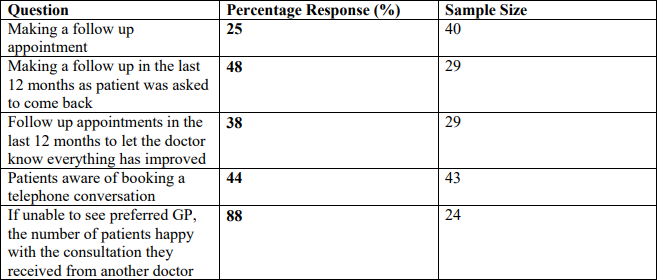 Question Percentage Response (%) Sample Size
Making a follow up 25 40
appointment
Making a follow up in the last 48 29
12 months as patient was asked
to come back
Follow up appointments in the 38 29
last 12 months to let the doctor
know everything has improved
Patients aware of booking a 44 43
telephone conversation
If unable to see preferred GP, 88 24
the number of patients happy
with the consultation they
received from another doctor